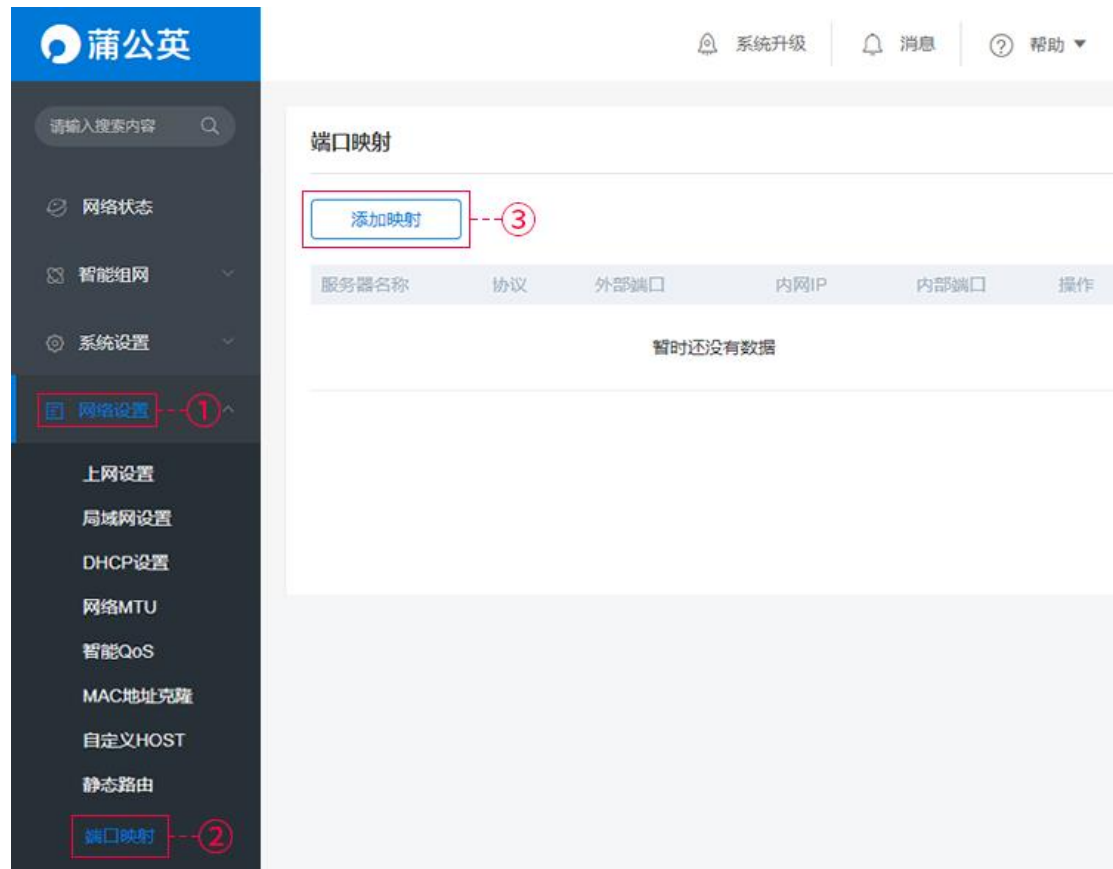 蒲公英
系统升级 消息 帮助
请输入搜索内容
端口映射
网络状态
添加映射 ③
智能组网
服务器名称 协议 外部端口 内网IP 内部端口 操作
系统设置
暂时还没有数据
网络设置 ①
上网设置
局域网设置
DHCP设置
网络MTU
智能QoS
MAC地址克隆
自定义HOST
静态路由
端口映射 ②